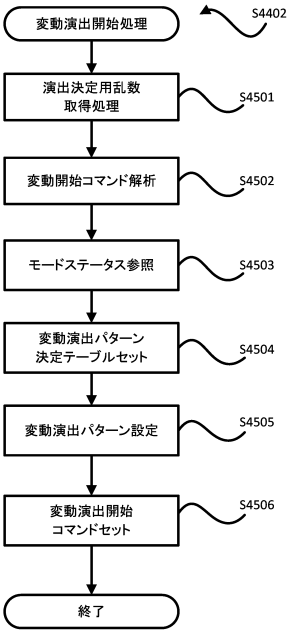 変動演出開始処理
S4402
演出決定用乱数
取得処理
S4501
変動開始コマンド解析
S4502
モードステータス参照
S4503
変動演出パターン
決定テーブルセット
S4504
変動演出パターン設定
S4505
変動演出開始
コマンドセット
S4506
終了